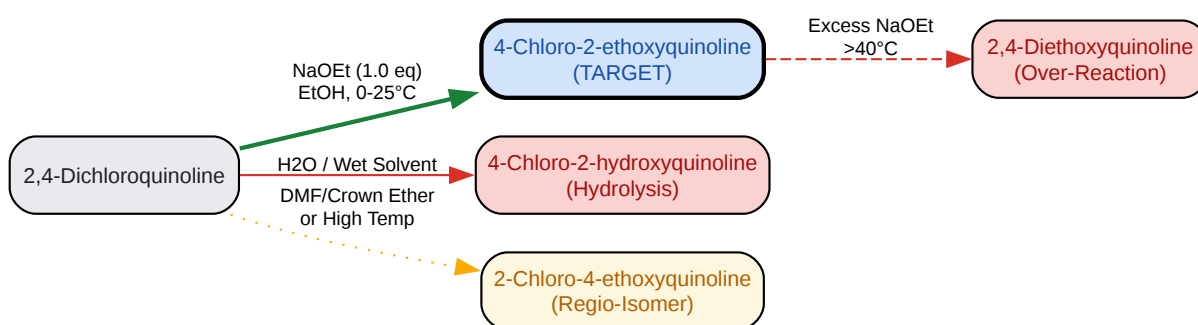 2,4-Dichloroquinoline
NaOEt (1.0 eq)
EtOH, 0-25°C
4-Chloro-2-ethoxyquinoline
(TARGET)
Excess NaOEt
>40°C
2,4-Diethoxyquinoline
(Over-Reaction)
H2O / Wet Solvent
4-Chloro-2-hydroxyquinoline
(Hydrolysis)
DMF/Crown Ether
or High Temp
2-Chloro-4-ethoxyquinoline
(Regio-Isomer)